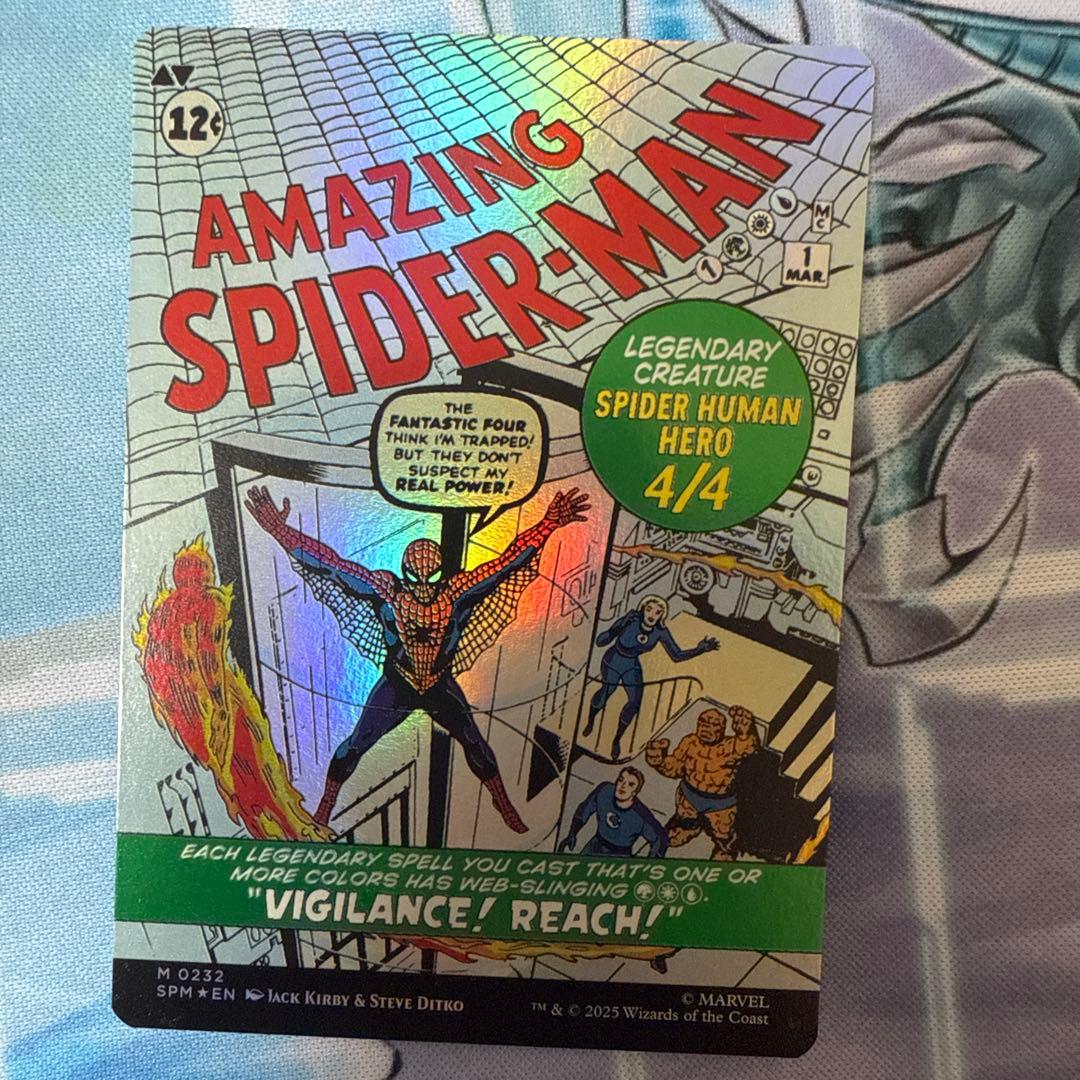 12¢
AMAZING
SPIDER-MAN
MC
1
1
MAR.
LEGENDARY
CREATURE
SPIDER HUMAN
HERO
4/4
THE
FANTASTIC FOUR
THINK I'M TRAPPED!
BUT THEY DON'T
SUSPECT MY
REAL POWER!
EACH LEGENDARY SPELL YOU CAST THAT'S ONE OR
MORE COLORS HAS WEB-SLINGING .
"VIGILANCE! REACH!"
M 0232
SPM★EN JACK KIRBY & STEVE DITKO
© MARVEL
™ & © 2025 Wizards of the Coast